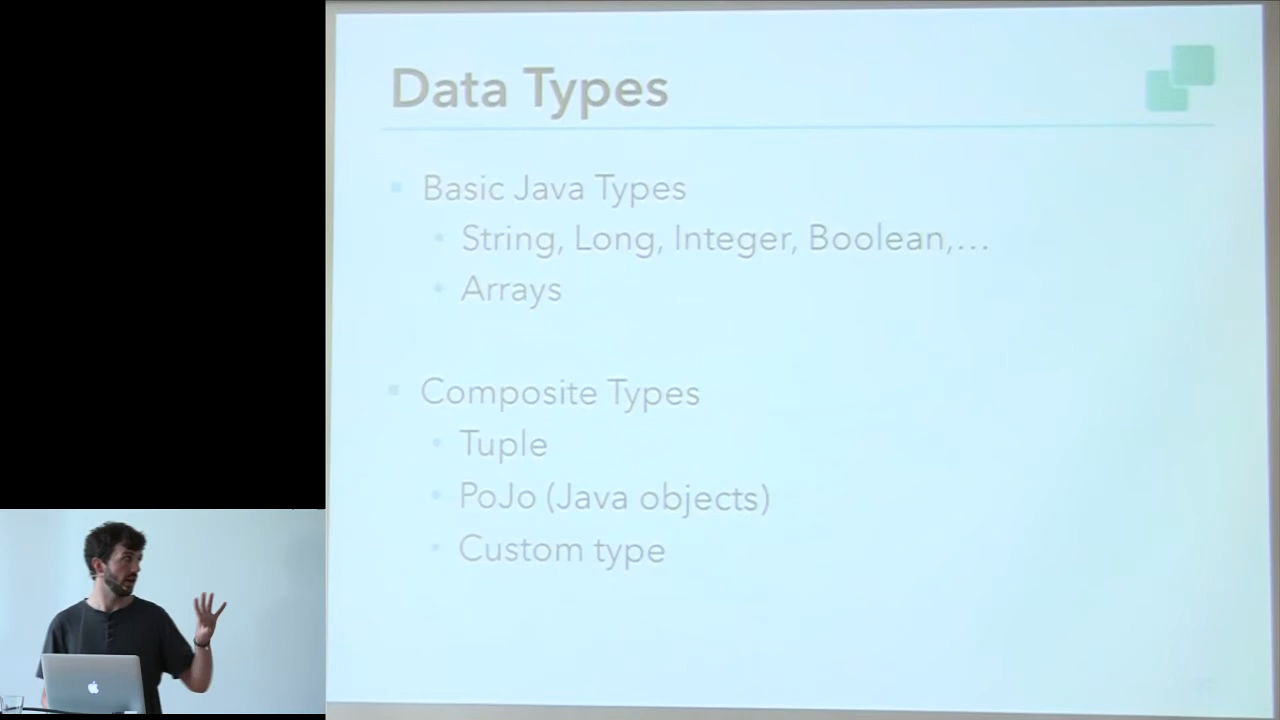 Data Types
Basic Java Types
String, Long, Integer, Boolean,...
Arrays
Composite Types
Tuple
PoJo (Java objects)
Custom type